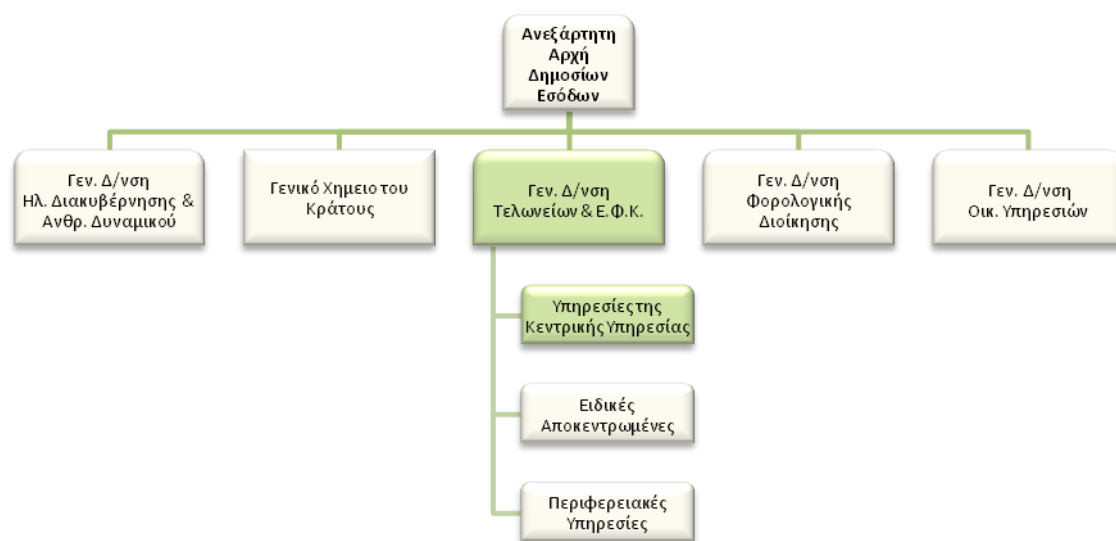 Ανεξάρτητη
Αρχή
Δημοσίων
Εσόδων
Γεν. Δ/νση
Ηλ. Διακυβέρνησης &
Ανθρ. Δυναμικού
Γενικό Χημειο του
Κράτους
Γεν. Δ/νση
Τελωνείων & Ε.Φ.Κ.
Γεν. Δ/νση
Φορολογικής
Διοίκησης
Γεν. Δ/νση
Οικ. Υπηρεσιών
Υπηρεσίες της
Κεντρικής Υπηρεσίας
Ειδικές
Αποκεντρωμένες
Περιφερειακές
Υπηρεσίες